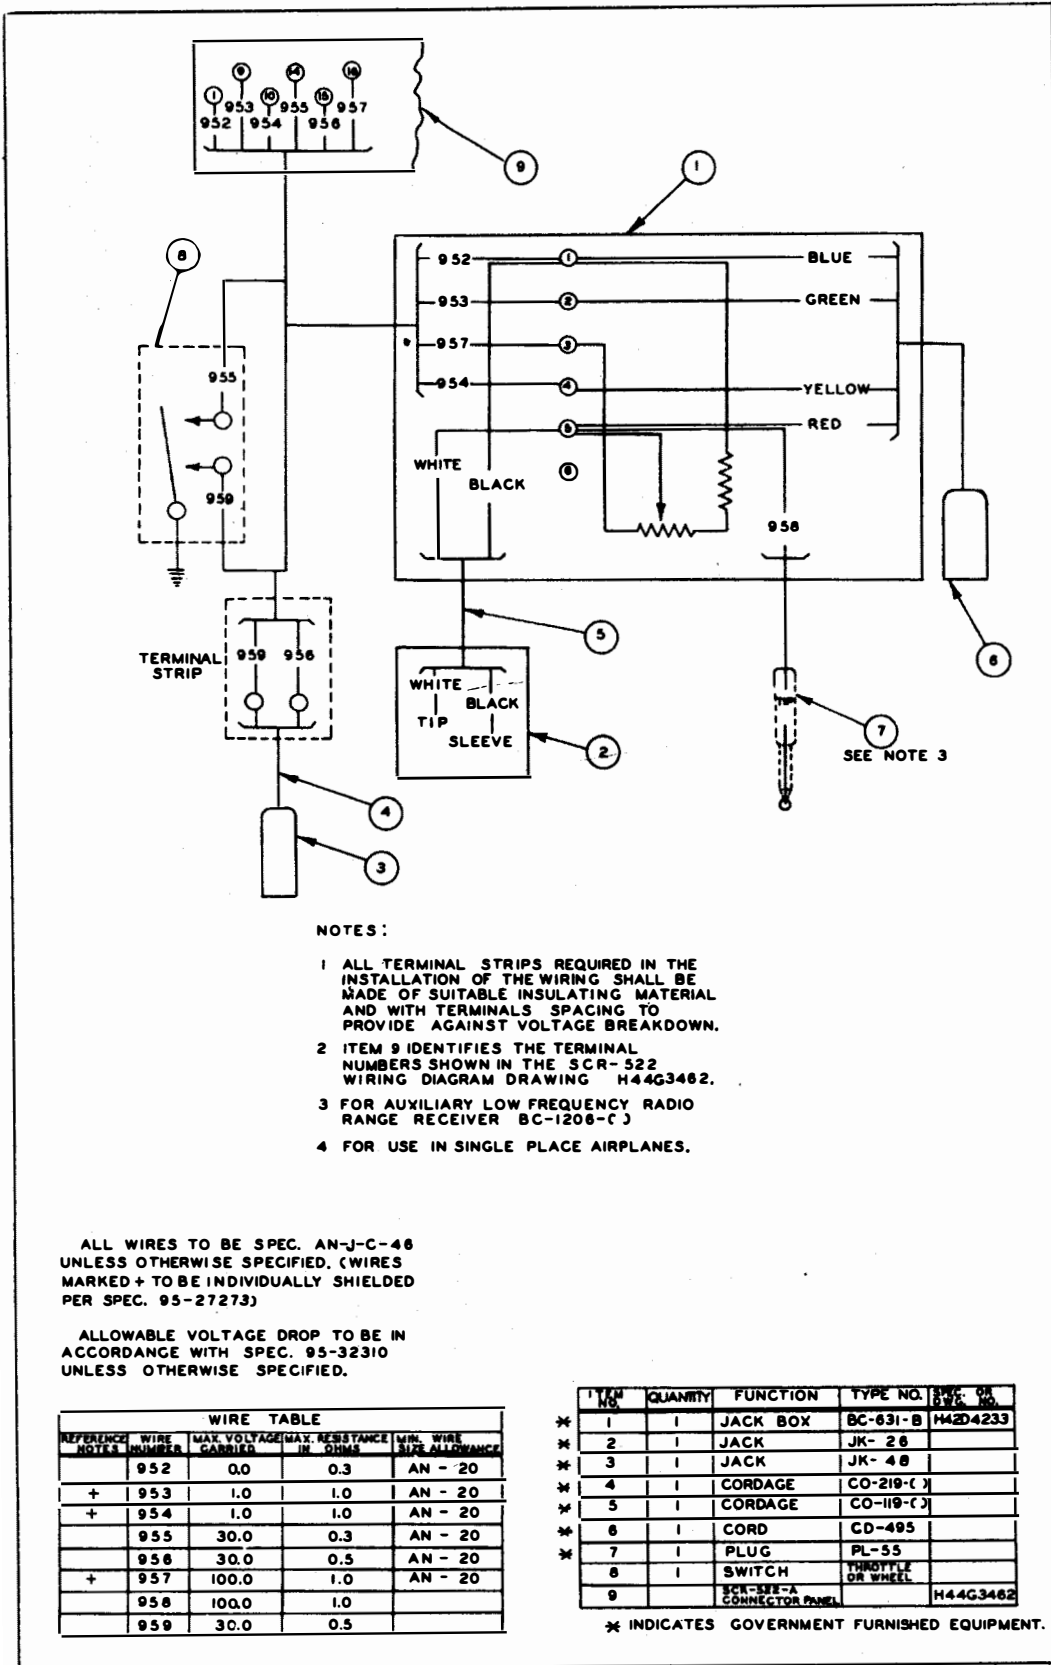 1 9 10 14 15 16
952 953 954 955 956 957
9
1
8
952 1 BLUE
953 2 GREEN
957 3
954 4 YELLOW
5 RED
6
955
959
WHITE
BLACK
958
TERMINAL
STRIP
959 956
5
6
WHITE
BLACK
TIP
SLEEVE
2
7
SEE NOTE 3
4
3
NOTES:
1 ALL TERMINAL STRIPS REQUIRED IN THE
INSTALLATION OF THE WIRING SHALL BE
MADE OF SUITABLE INSULATING MATERIAL
AND WITH TERMINALS SPACING TO
PROVIDE AGAINST VOLTAGE BREAKDOWN.
2 ITEM 9 IDENTIFIES THE TERMINAL
NUMBERS SHOWN IN THE SCR-522
WIRING DIAGRAM DRAWING H44G3462.
3 FOR AUXILIARY LOW FREQUENCY RADIO
RANGE RECEIVER BC-1206-( )
4 FOR USE IN SINGLE PLACE AIRPLANES.
ALL WIRES TO BE SPEC. AN-J-C-46
UNLESS OTHERWISE SPECIFIED. (WIRES
MARKED + TO BE INDIVIDUALLY SHIELDED
PER SPEC. 95-27273)
ALLOWABLE VOLTAGE DROP TO BE IN
ACCORDANCE WITH SPEC. 95-32310
UNLESS OTHERWISE SPECIFIED.
WIRE TABLE
REFERENCE NOTES WIRE NUMBER MAX. VOLTAGE CARRIED MAX. RESISTANCE IN OHMS MIN. WIRE SIZE ALLOWANCE
952 0.0 0.3 AN - 20
+ 953 1.0 1.0 AN - 20
+ 954 1.0 1.0 AN - 20
955 30.0 0.3 AN - 20
956 30.0 0.5 AN - 20
+ 957 100.0 1.0 AN - 20
958 100.0 1.0
959 30.0 0.5
ITEM NO. QUANTITY FUNCTION TYPE NO. SPEC. OR DWG. NO.
* 1 1 JACK BOX BC-631-B H42D4233
* 2 1 JACK JK-26
* 3 1 JACK JK-48
* 4 1 CORDAGE CO-219-( )
* 5 1 CORDAGE CO-119-( )
* 6 1 CORD CD-495
* 7 1 PLUG PL-55
8 1 SWITCH THROTTLE OR WHEEL
9 SCR-522-A CONNECTOR PANEL H44G3462
* INDICATES GOVERNMENT FURNISHED EQUIPMENT.